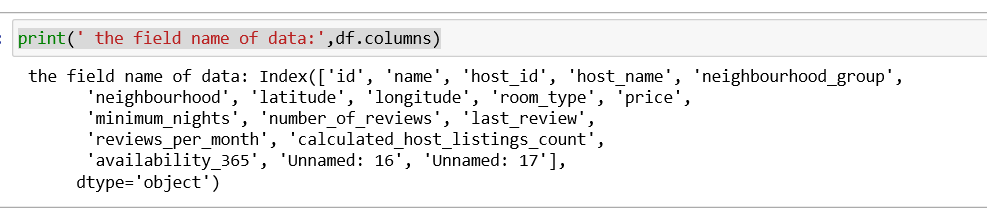 : print(' the field name of data:',df.columns)
the field name of data: Index(['id', 'name', 'host_id', 'host_name', 'neighbourhood_group',
'neighbourhood', 'latitude', 'longitude', 'room_type', 'price',
'minimum_nights', 'number_of_reviews', 'last_review',
'reviews_per_month', 'calculated_host_listings_count',
'availability_365', 'Unnamed: 16', 'Unnamed: 17'],
dtype='object')